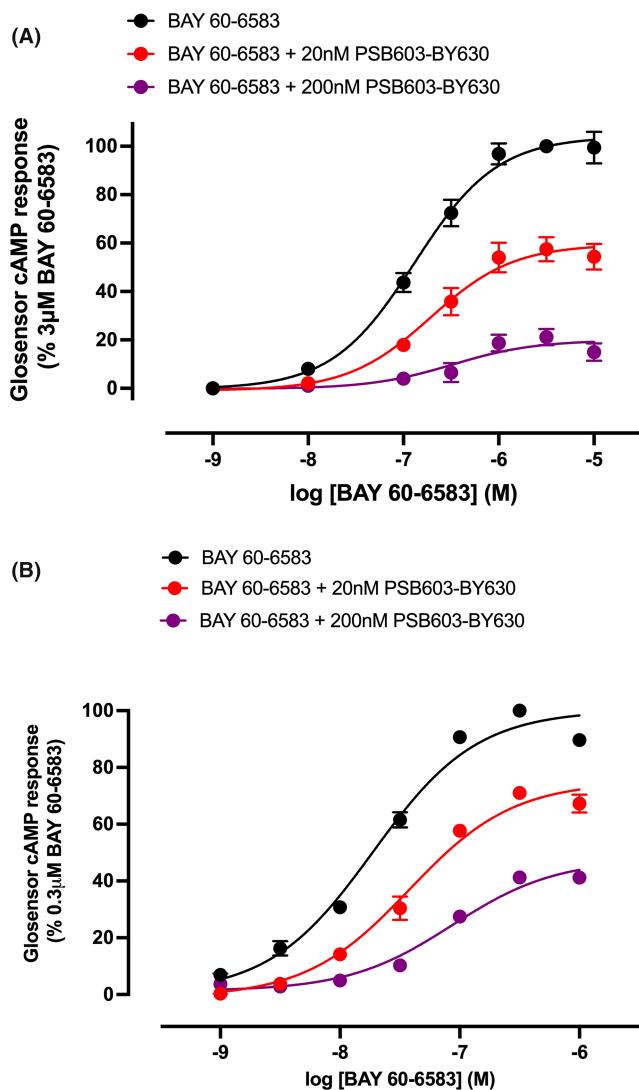 (A)
BAY 60-6583
BAY 60-6583 + 20nM PSB603-BY630
BAY 60-6583 + 200nM PSB603-BY630
Glosensor cAMP response
(% 3μM BAY 60-6583)
100
80
60
40
20
0
-9 -8 -7 -6 -5
log [BAY 60-6583] (M)
(B)
BAY 60-6583
BAY 60-6583 + 20nM PSB603-BY630
BAY 60-6583 + 200nM PSB603-BY630
Glosensor cAMP response
(% 0.3μM BAY 60-6583)
100
80
60
40
20
0
-9 -8 -7 -6
log [BAY 60-6583] (M)